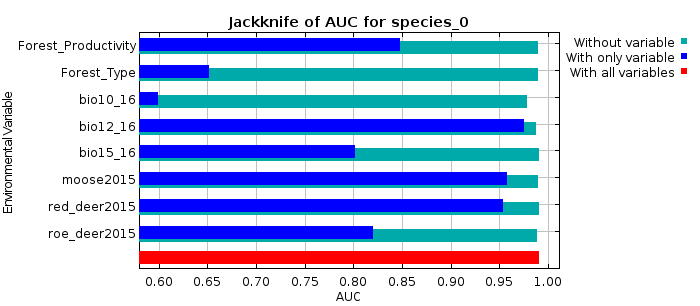 Jackknife of AUC for species_0
Environmental Variable
Forest_Productivity
Forest_Type
bio10_16
bio12_16
bio15_16
moose2015
red_deer2015
roe_deer2015
Without variable
With only variable
With all variables
0.60 0.65 0.70 0.75 0.80 0.85 0.90 0.95 1.00
AUC